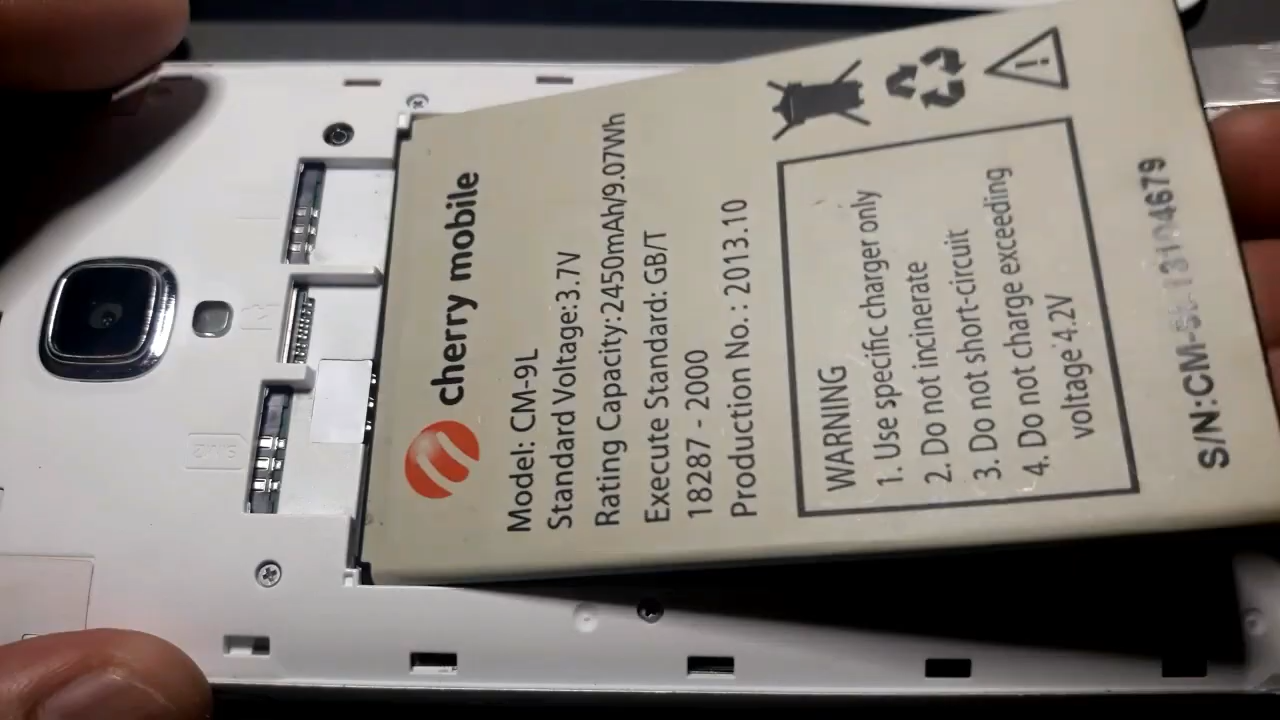 cherry mobile
Model: CM-9L
Standard Voltage:3.7V
Rating Capacity:2450mAh/9.07Wh
Execute Standard: GB/T
18287 - 2000
Production No.: 2013.10
WARNING
1. Use specific charger only
2. Do not incinerate
3. Do not short-circuit
4. Do not charge exceeding
voltage 4.2V
S/N:CM-9L13104679
SIM2